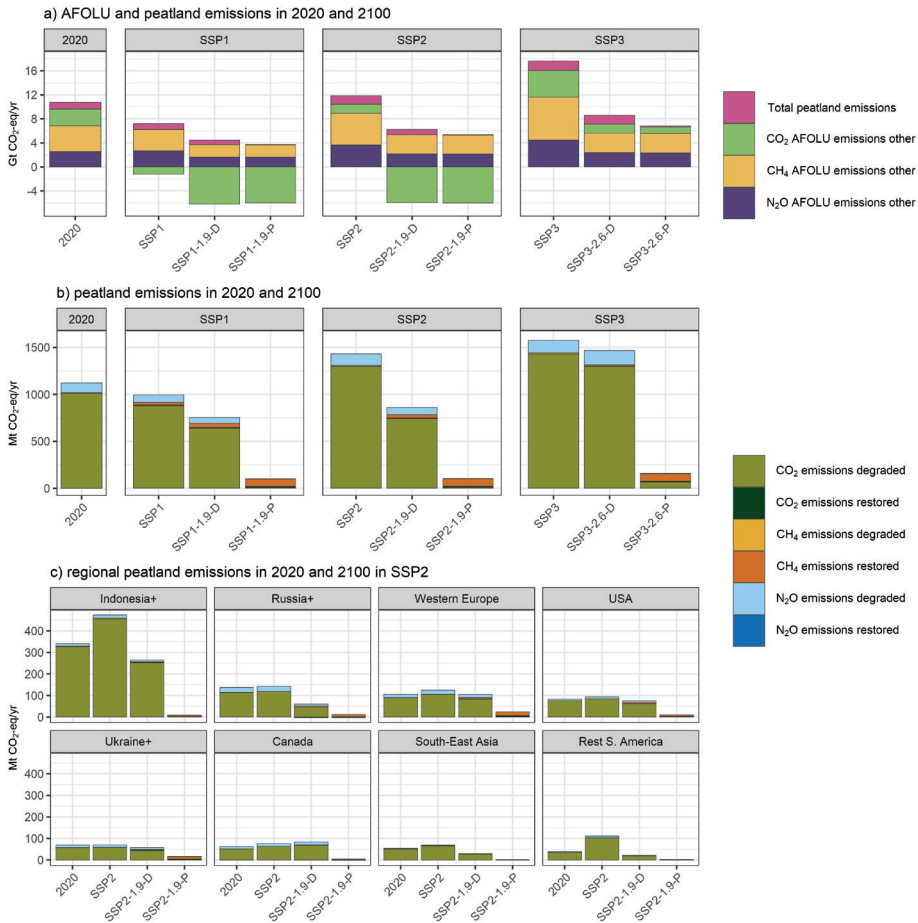 a) AFOLU and peatland emissions in 2020 and 2100
2020 SSP1 SSP2 SSP3
Gt CO₂-eq/yr
16
12
8
4
0
-4
2020 SSP1 SSP1-1.9-D SSP1-1.9-P SSP2 SSP2-1.9-D SSP2-1.9-P SSP3 SSP3-2.6-D SSP3-2.6-P
Total peatland emissions
CO₂ AFOLU emissions other
CH₄ AFOLU emissions other
N₂O AFOLU emissions other
b) peatland emissions in 2020 and 2100
2020 SSP1 SSP2 SSP3
Mt CO₂-eq/yr
1500
1000
500
0
2020 SSP1 SSP1-1.9-D SSP1-1.9-P SSP2 SSP2-1.9-D SSP2-1.9-P SSP3 SSP3-2.6-D SSP3-2.6-P
CO₂ emissions degraded
CO₂ emissions restored
CH₄ emissions degraded
CH₄ emissions restored
N₂O emissions degraded
N₂O emissions restored
c) regional peatland emissions in 2020 and 2100 in SSP2
Indonesia+ Russia+ Western Europe USA
Mt CO₂-eq/yr
400
300
200
100
0
Ukraine+ Canada South-East Asia Rest S. America
400
300
200
100
0
2020 SSP2 SSP2-1.9-D SSP2-1.9-P 2020 SSP2 SSP2-1.9-D SSP2-1.9-P 2020 SSP2 SSP2-1.9-D SSP2-1.9-P 2020 SSP2 SSP2-1.9-D SSP2-1.9-P